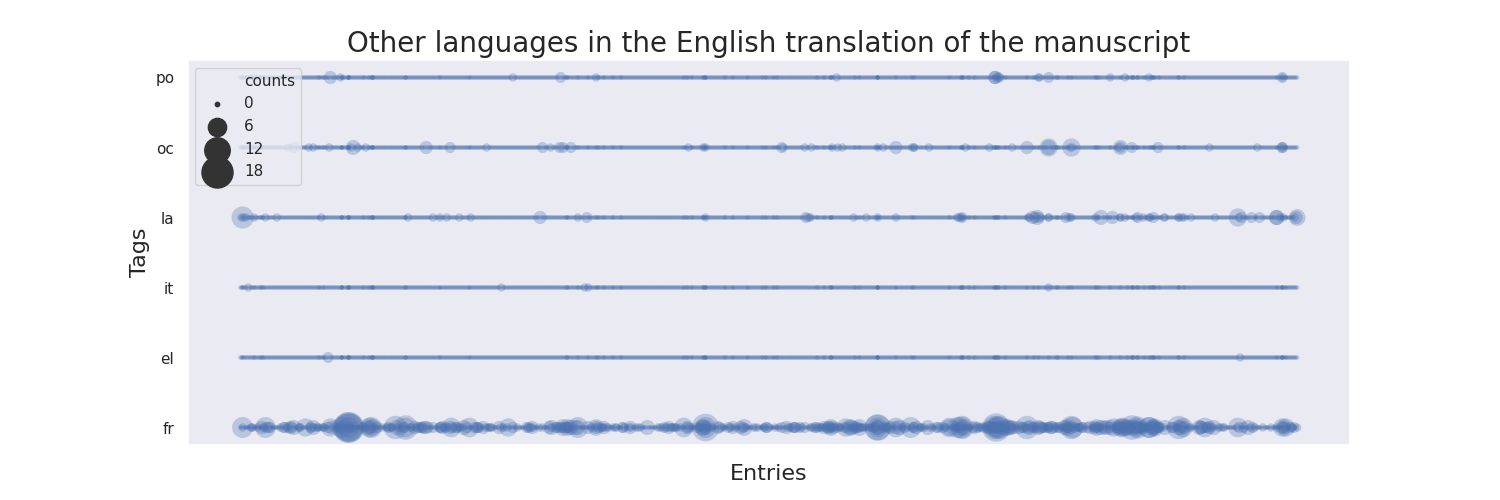 Other languages in the English translation of the manuscript
counts
0
6
12
18
po
oc
la
it
el
fr
Tags
Entries